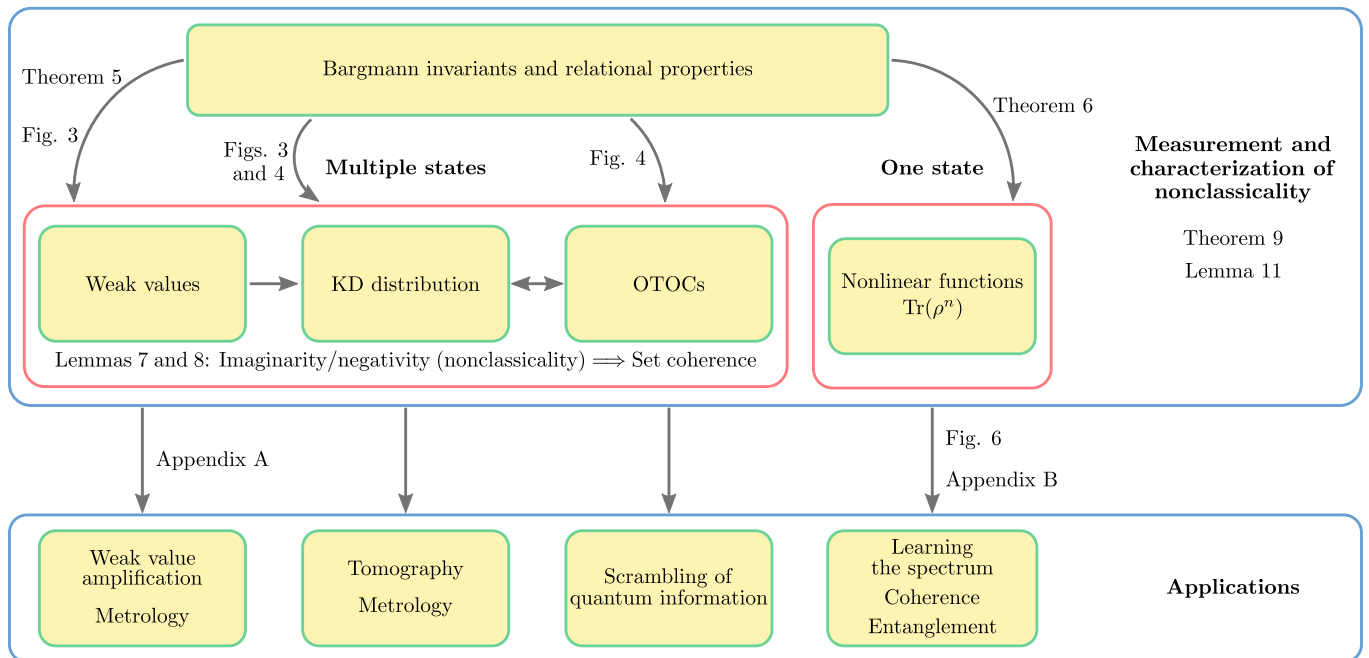 Bargmann invariants and relational properties
Theorem 5
Fig. 3
Figs. 3
and 4
Multiple states
Fig. 4
One state
Theorem 6
Measurement and
characterization of
nonclassicality
Theorem 9
Lemma 11
Weak values
KD distribution
OTOCs
Nonlinear functions
Tr(ρⁿ)
Lemmas 7 and 8: Imaginarity/negativity (nonclassicality) ⟹ Set coherence
Appendix A
Fig. 6
Appendix B
Weak value
amplification
Metrology
Tomography
Metrology
Scrambling of
quantum information
Learning
the spectrum
Coherence
Entanglement
Applications